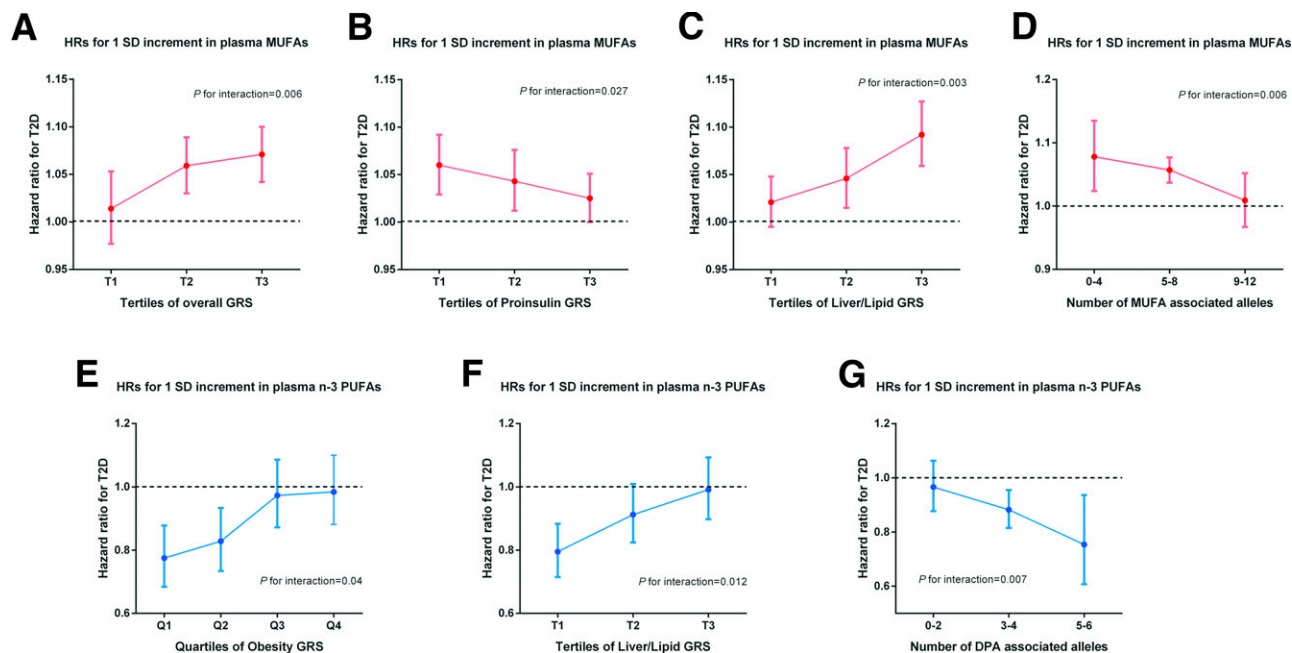 A
HRs for 1 SD increment in plasma MUFAs
P for interaction=0.006
Hazard ratio for T2D
1.15
1.10
1.05
1.00
0.95
T1
T2
T3
Tertiles of overall GRS
B
HRs for 1 SD increment in plasma MUFAs
P for interaction=0.027
Hazard ratio for T2D
1.15
1.10
1.05
1.00
0.95
T1
T2
T3
Tertiles of Proinsulin GRS
C
HRs for 1 SD increment in plasma MUFAs
P for interaction=0.003
Hazard ratio for T2D
1.15
1.10
1.05
1.00
0.95
T1
T2
T3
Tertiles of Liver/Lipid GRS
D
HRs for 1 SD increment in plasma MUFAs
P for interaction=0.006
Hazard ratio for T2D
1.2
1.1
1.0
0.9
0-4
5-8
9-12
Number of MUFA associated alleles
E
HRs for 1 SD increment in plasma n-3 PUFAs
Hazard ratio for T2D
1.2
1.0
0.8
0.6
P for interaction=0.04
Q1
Q2
Q3
Q4
Quartiles of Obesity GRS
F
HRs for 1 SD increment in plasma n-3 PUFAs
Hazard ratio for T2D
1.2
1.0
0.8
0.6
P for interaction=0.012
T1
T2
T3
Tertiles of Liver/Lipid GRS
G
HRs for 1 SD increment in plasma n-3 PUFAs
Hazard ratio for T2D
1.2
1.0
0.8
0.6
P for interaction=0.007
0-2
3-4
5-6
Number of DPA associated alleles